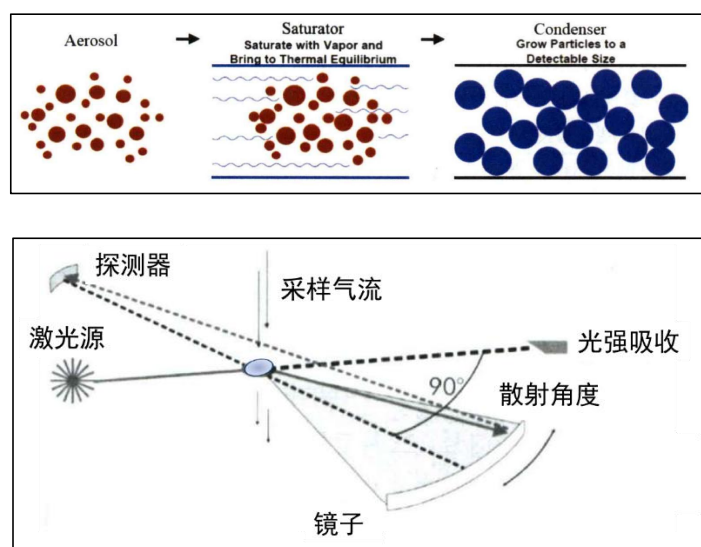 Aerosol
Saturator
Saturate with Vapor and
Bring to Thermal Equilibrium
Condenser
Grow Particles to a
Detectable Size
探测器
采样气流
激光源
光强吸收
90°
散射角度
镜子